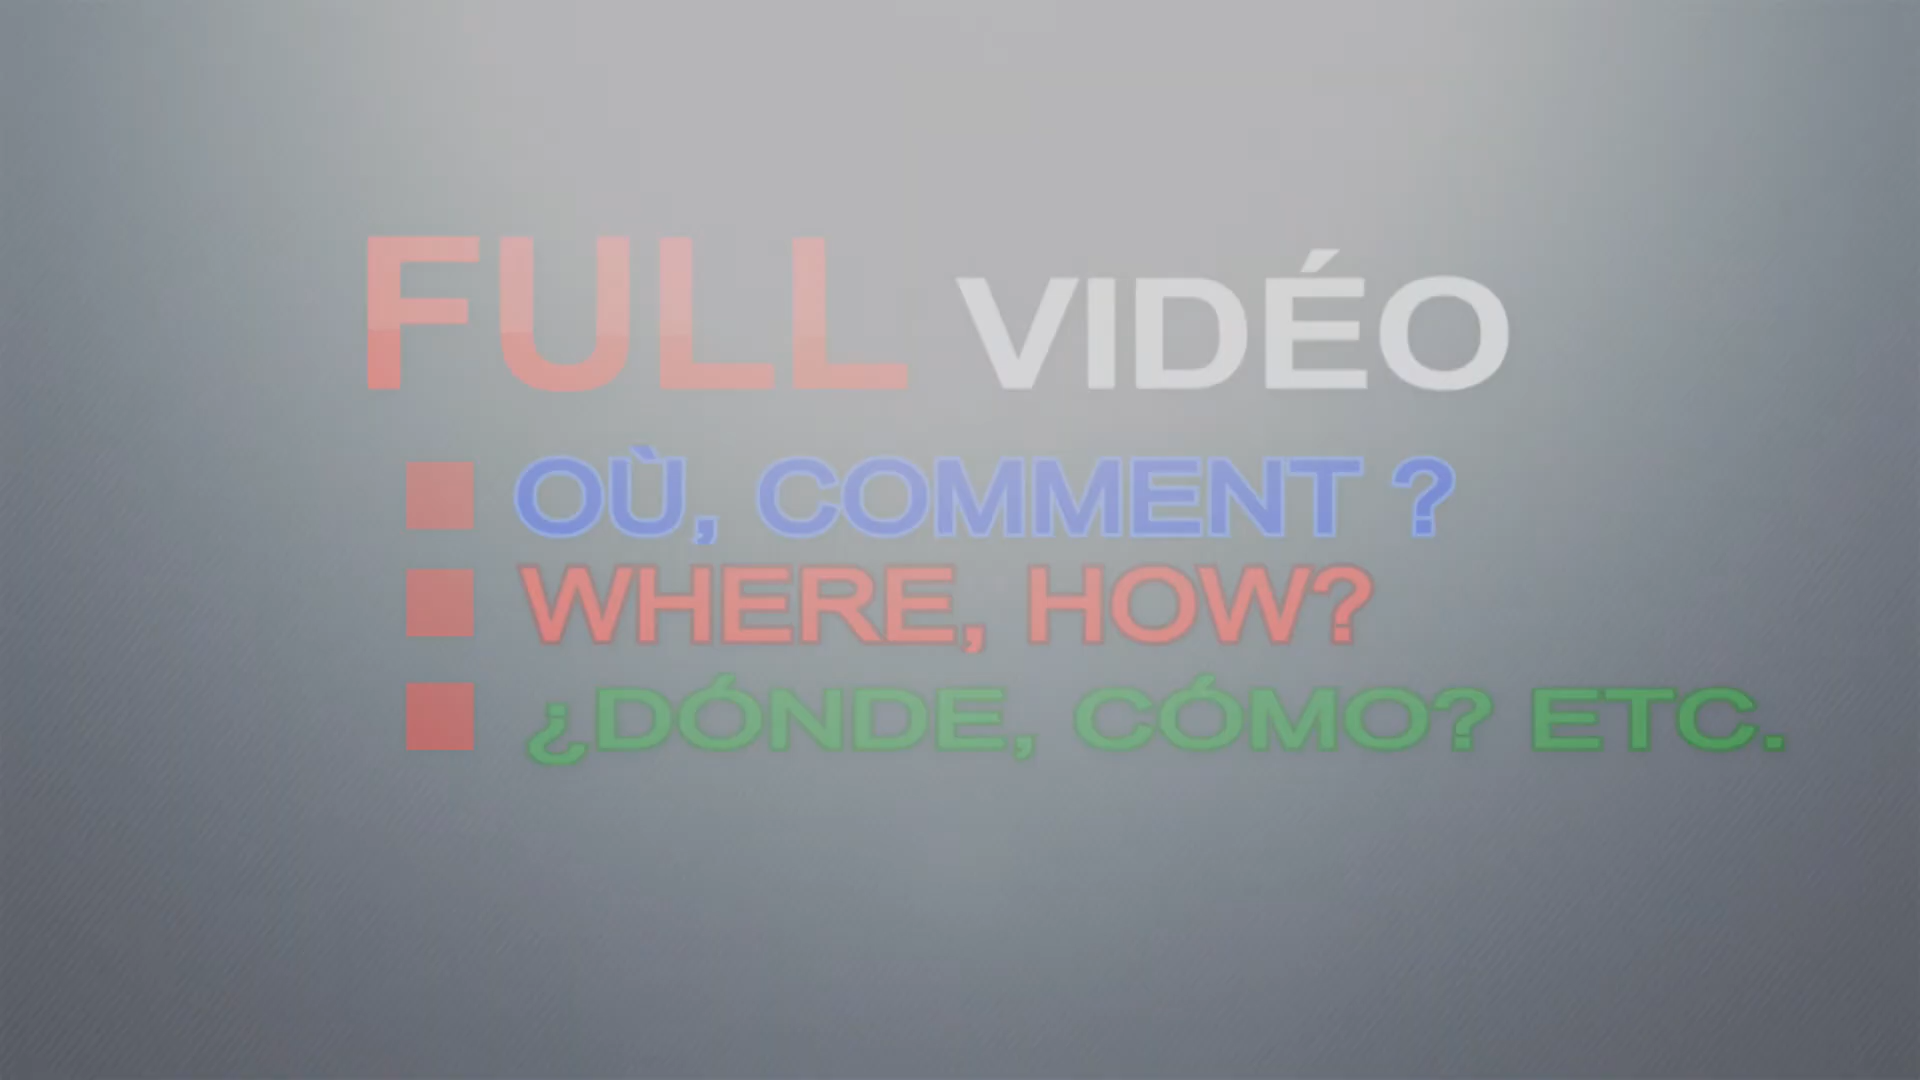 FULL VIDÉO
OÙ, COMMENT ?
WHERE, HOW?
¿DÓNDE, CÓMO? ETC.